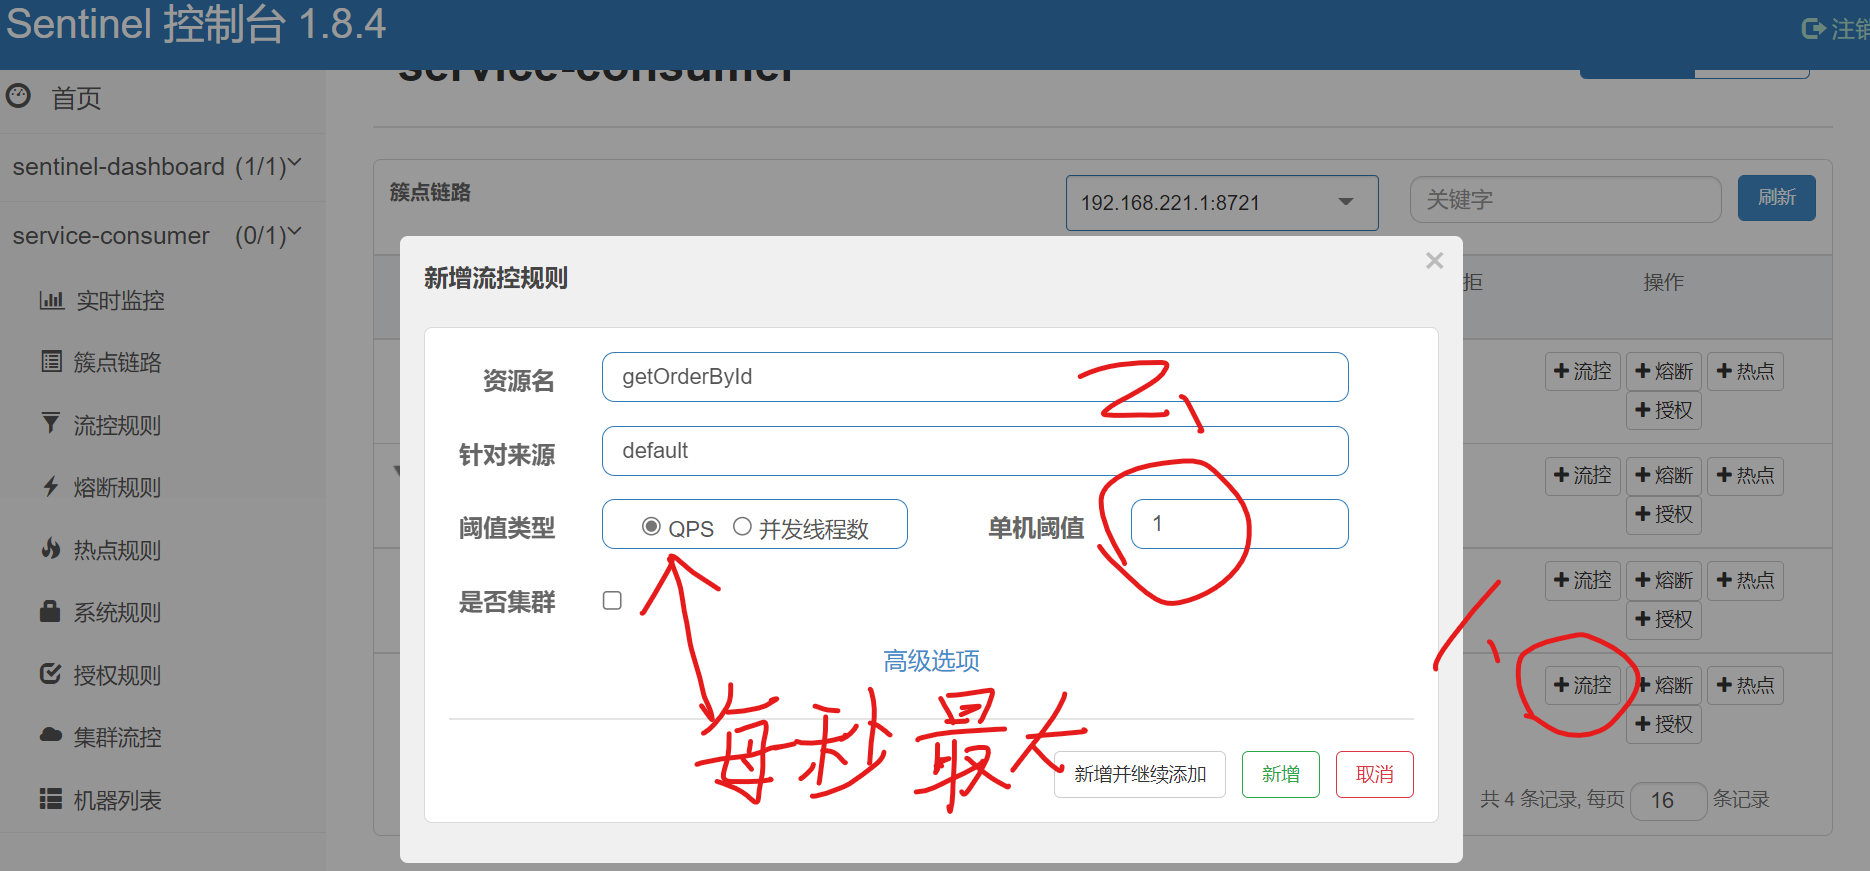 Sentinel 控制台 1.8.4
注销
service-consumer
首页
sentinel-dashboard (1/1)
service-consumer (0/1)
实时监控
簇点链路
流控规则
熔断规则
热点规则
系统规则
授权规则
集群流控
机器列表
簇点链路
192.168.221.1:8721
关键字
刷新
拒
操作
新增流控规则
×
资源名
getOrderById
2、
针对来源
default
阈值类型
QPS
并发线程数
单机阈值
1
是否集群
高级选项
每秒最大
新增并继续添加
新增
取消
流控
熔断
热点
授权
流控
熔断
热点
授权
流控
熔断
热点
授权
1、
流控
熔断
热点
授权
共 4 条记录, 每页 16 条记录